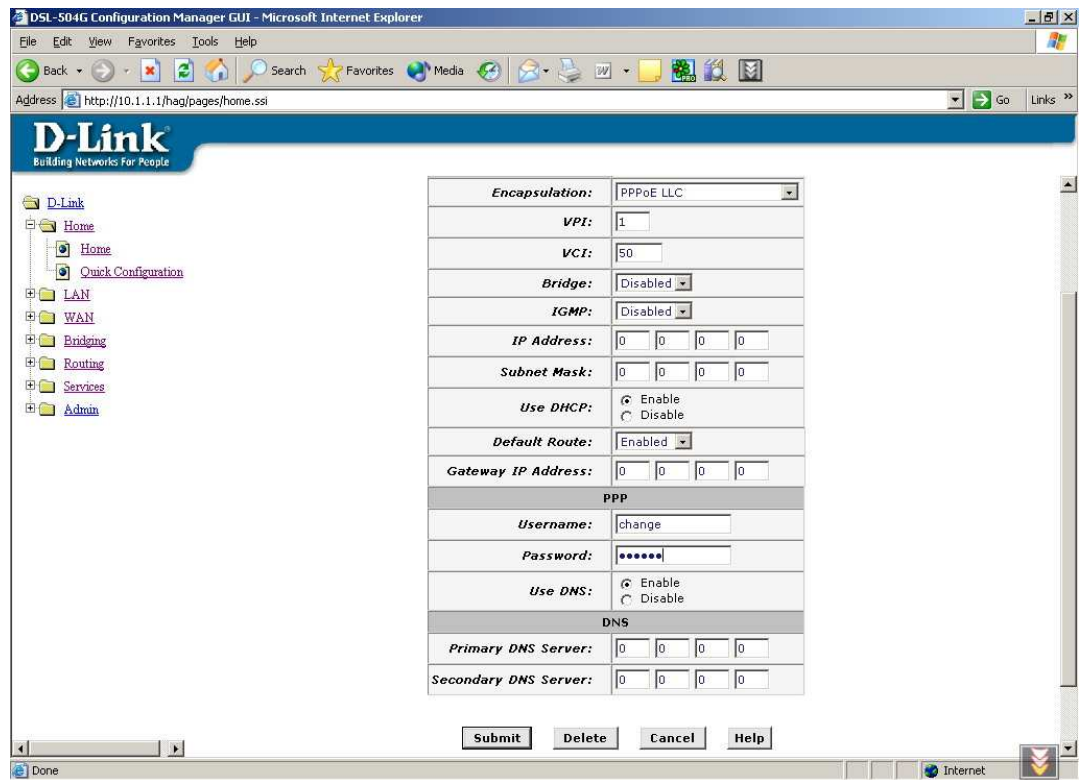 DSL-504G Configuration Manager GUI - Microsoft Internet Explorer
File Edit View Favorites Tools Help
Back Search Favorites Media
Address http://10.1.1.1/hag/pages/home.ssi Go Links »
D-Link
Building Networks For People
D-Link
Home
Home
Quick Configuration
LAN
WAN
Bridging
Routing
Services
Admin
Encapsulation: PPPoE LLC
VPI: 1
VCI: 50
Bridge: Disabled
IGMP: Disabled
IP Address: 0 0 0 0
Subnet Mask: 0 0 0 0
Use DHCP: Enable
Disable
Default Route: Enabled
Gateway IP Address: 0 0 0 0
PPP
Username: change
Password: ••••••
Use DNS: Enable
Disable
DNS
Primary DNS Server: 0 0 0 0
Secondary DNS Server: 0 0 0 0
Submit Delete Cancel Help
Done Internet